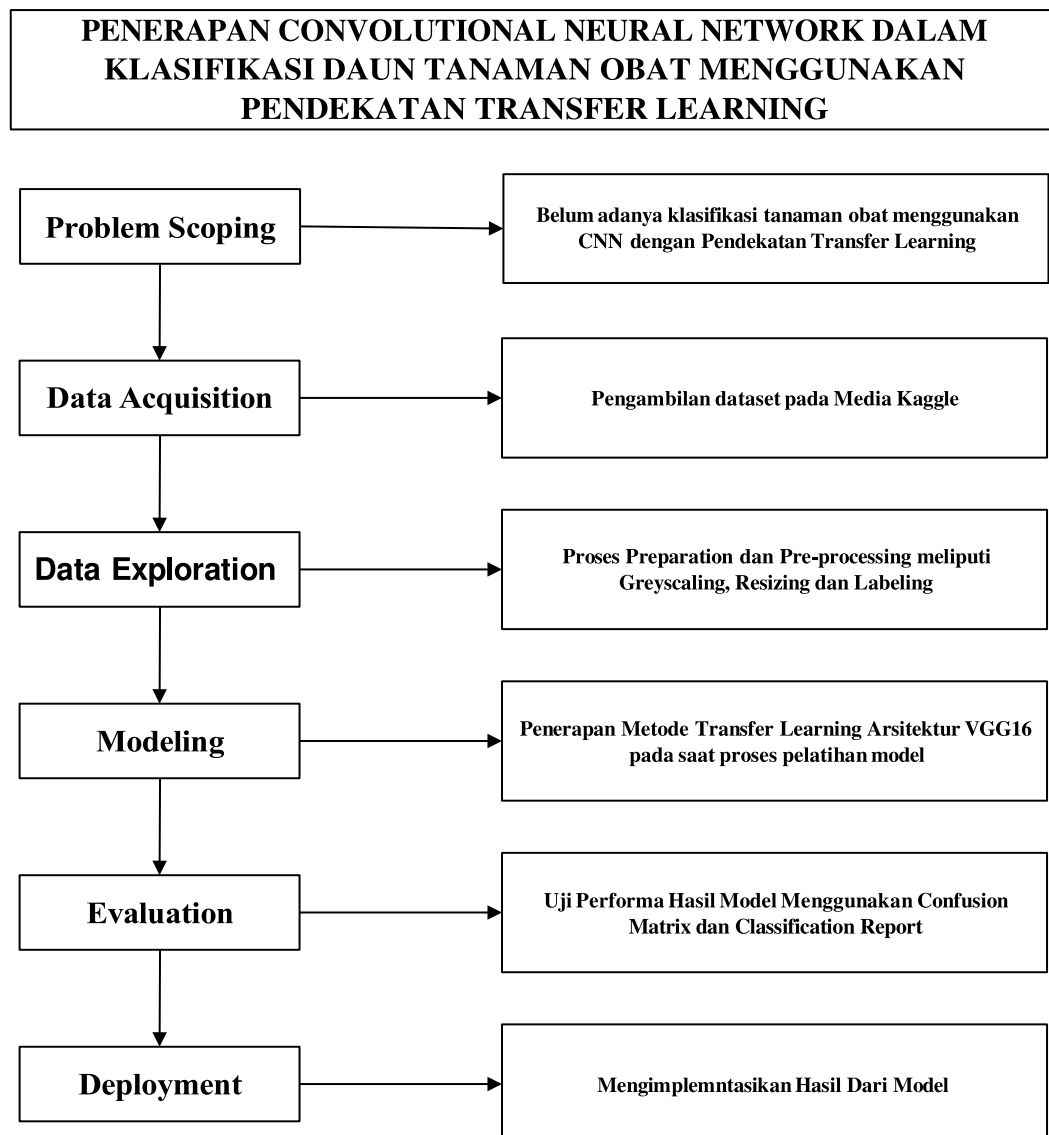 PENERAPAN CONVOLUTIONAL NEURAL NETWORK DALAM
KLASIFIKASI DAUN TANAMAN OBAT MENGGUNAKAN
PENDEKATAN TRANSFER LEARNING
Problem Scoping
Belum adanya klasifikasi tanaman obat menggunakan
CNN dengan Pendekatan Transfer Learning
Data Acquisition
Pengambilan dataset pada Media Kaggle
Data Exploration
Proses Preparation dan Pre-processing meliputi
Greyscaling, Resizing dan Labeling
Modeling
Penerapan Metode Transfer Learning Arsitektur VGG16
pada saat proses pelatihan model
Evaluation
Uji Performa Hasil Model Menggunakan Confusion
Matrix dan Classification Report
Deployment
Mengimplemntasikan Hasil Dari Model